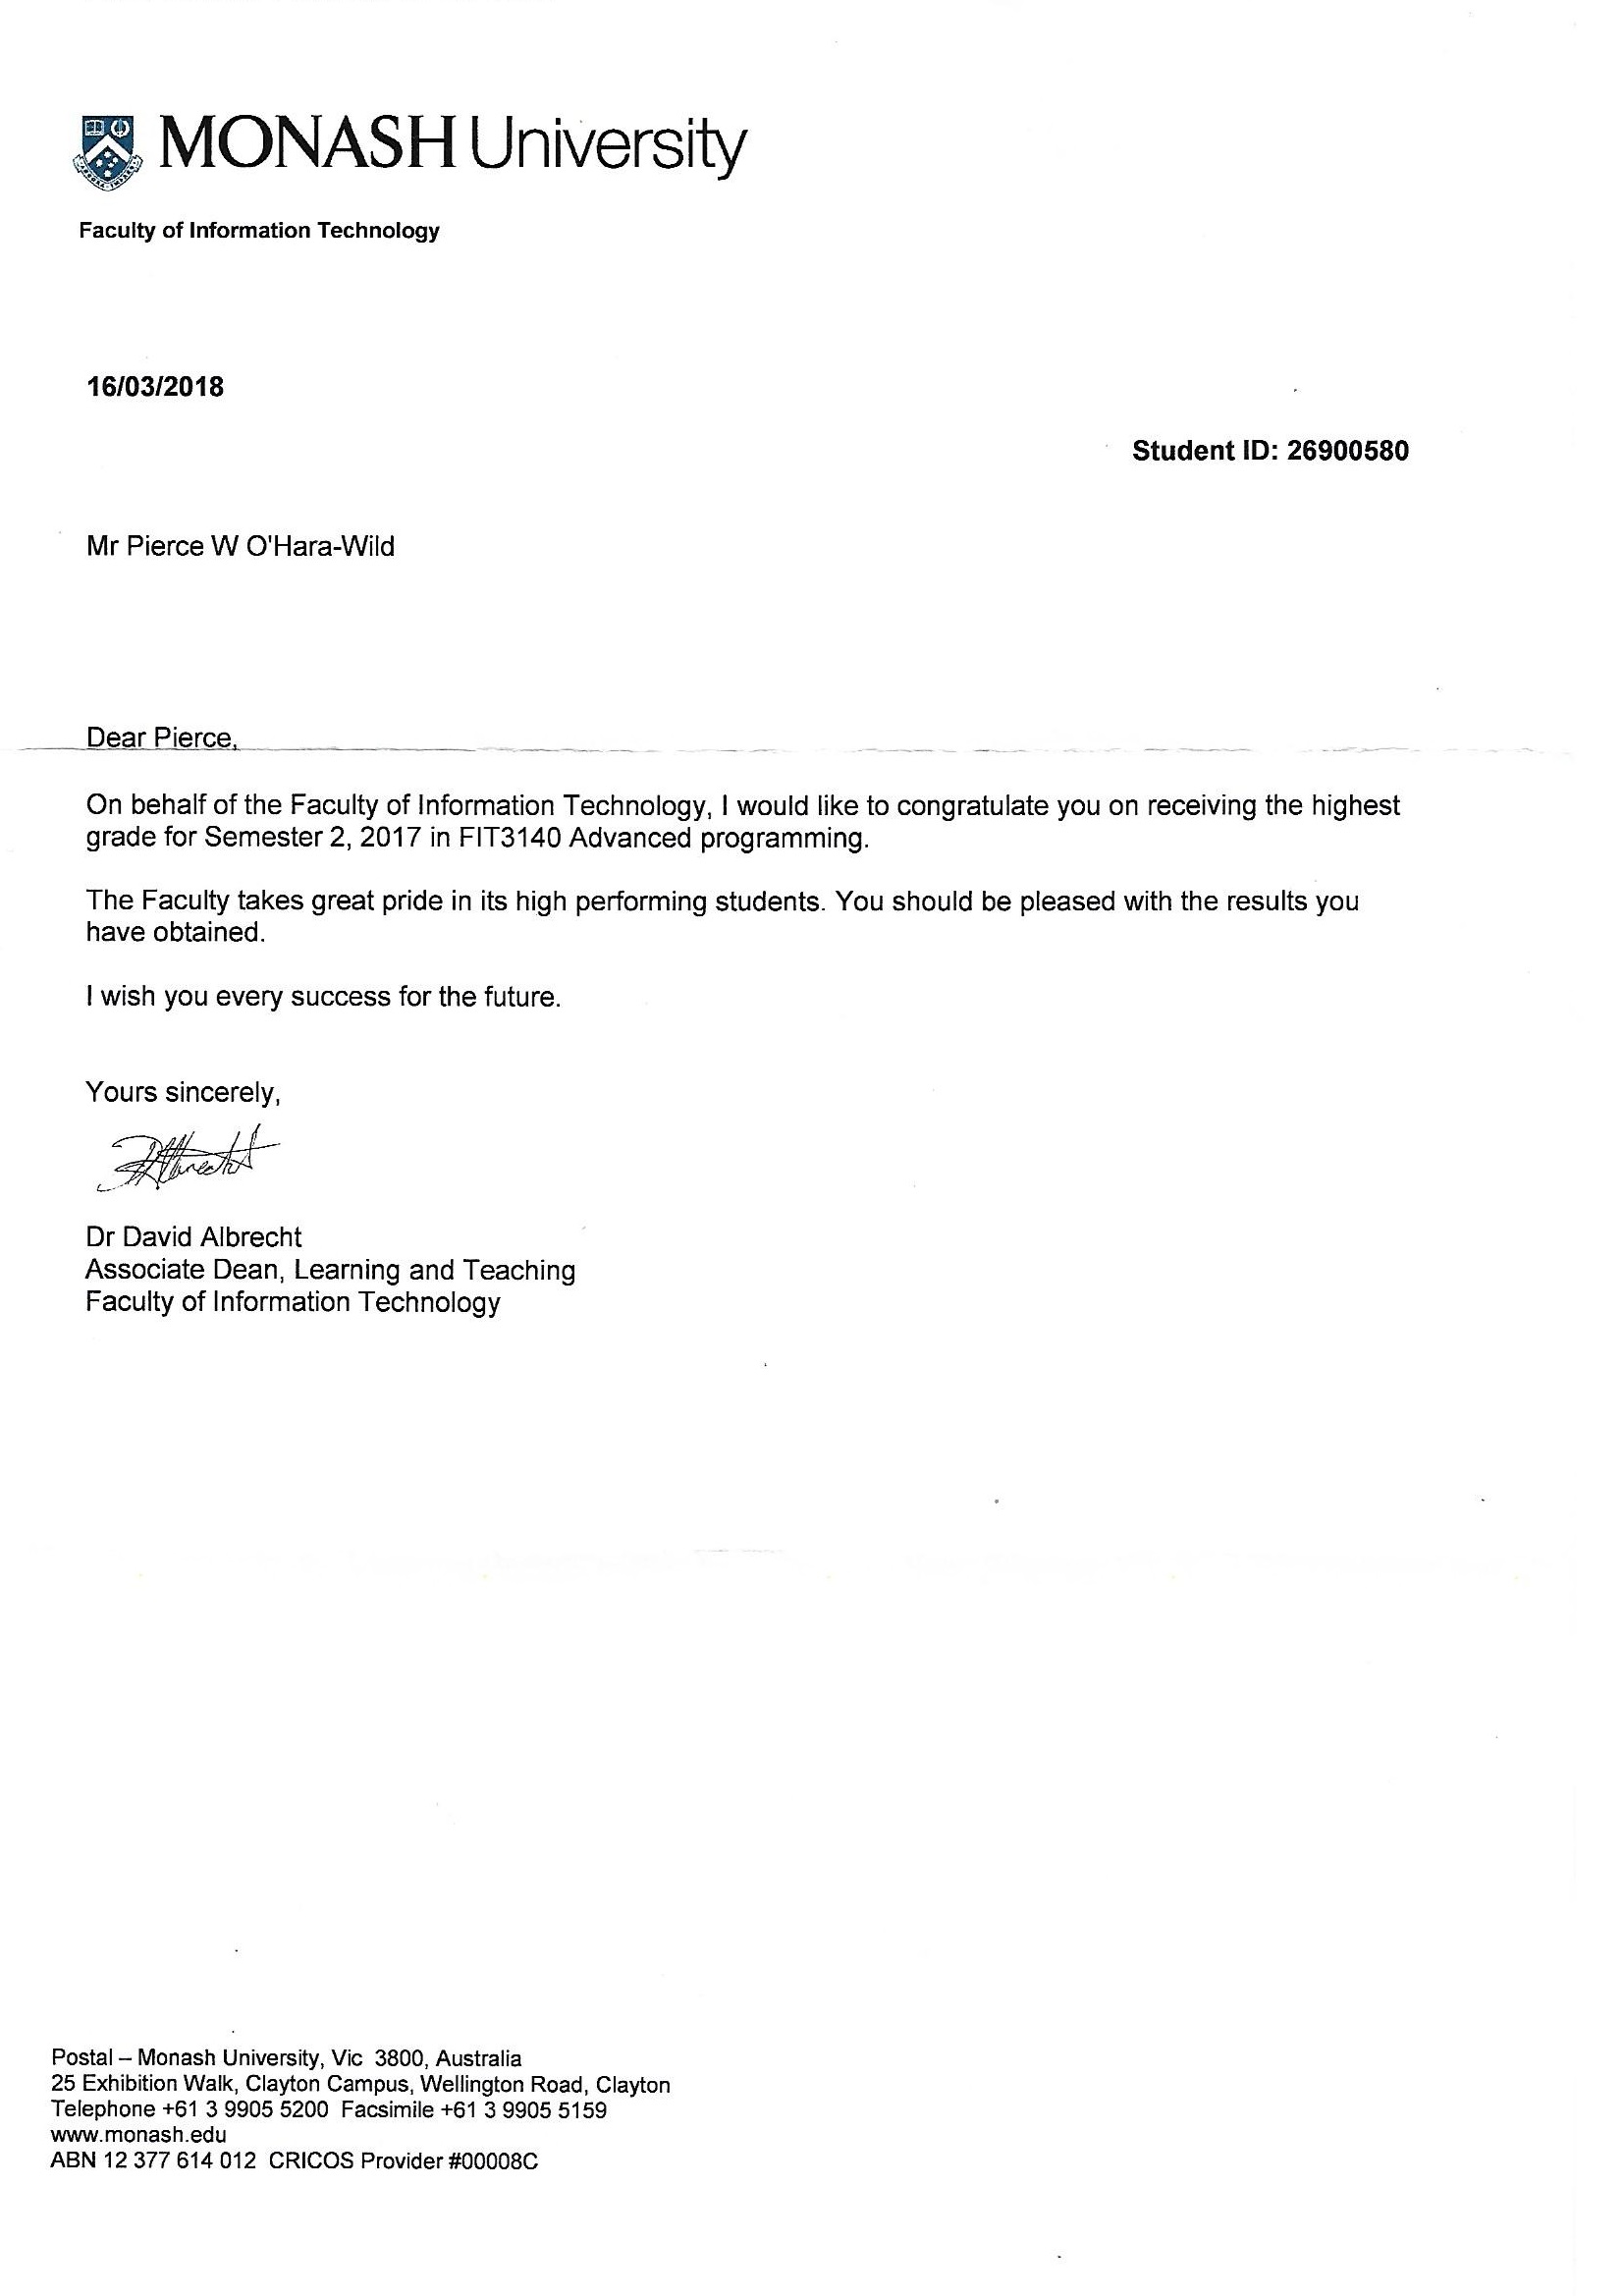 MONASH University
Faculty of Information Technology
16/03/2018
Student ID: 26900580
Mr Pierce W O'Hara-Wild
Dear Pierce,
On behalf of the Faculty of Information Technology, I would like to congratulate you on receiving the highest
grade for Semester 2, 2017 in FIT3140 Advanced programming.
The Faculty takes great pride in its high performing students. You should be pleased with the results you
have obtained.
I wish you every success for the future.
Yours sincerely,
Dr David Albrecht
Associate Dean, Learning and Teaching
Faculty of Information Technology
Postal – Monash University, Vic 3800, Australia
25 Exhibition Walk, Clayton Campus, Wellington Road, Clayton
Telephone +61 3 9905 5200 Facsimile +61 3 9905 5159
www.monash.edu
ABN 12 377 614 012 CRICOS Provider #00008C